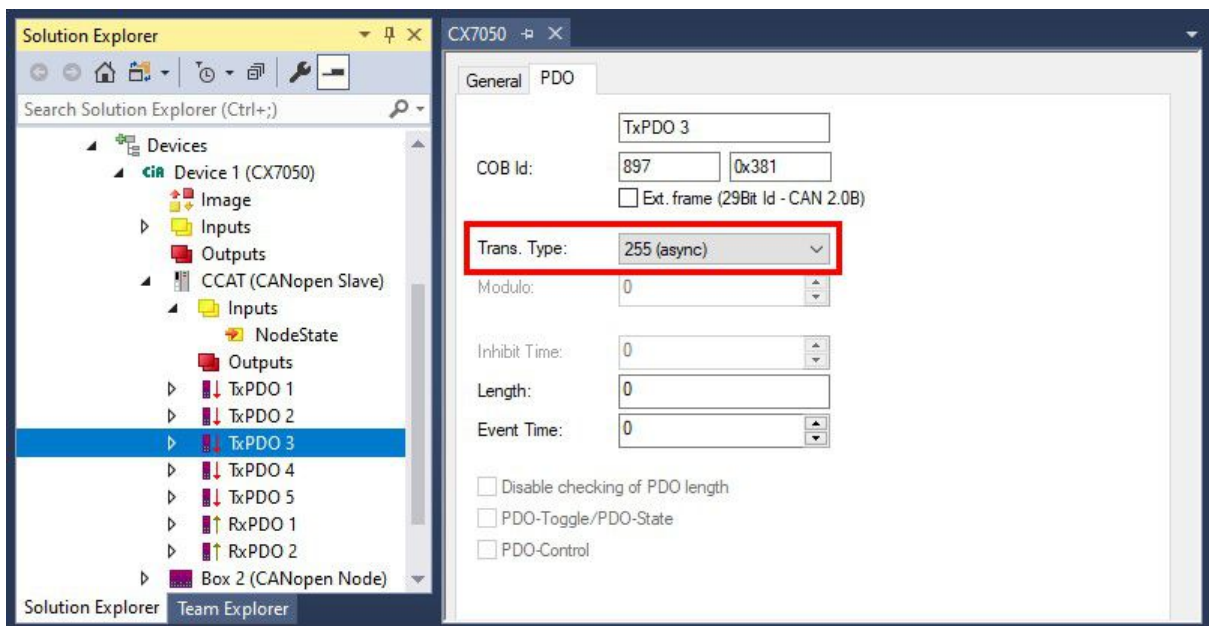 Solution Explorer
Search Solution Explorer (Ctrl+;)
Devices
CiA Device 1 (CX7050)
Image
Inputs
Outputs
CCAT (CANopen Slave)
Inputs
NodeState
Outputs
TxPDO 1
TxPDO 2
TxPDO 3
TxPDO 4
TxPDO 5
RxPDO 1
RxPDO 2
Box 2 (CANopen Node)
Solution Explorer Team Explorer
CX7050
General PDO
TxPDO 3
COB Id: 897 0x381
Ext. frame (29Bit Id - CAN 2.0B)
Trans. Type: 255 (async)
Modulo: 0
Inhibit Time: 0
Length: 0
Event Time: 0
Disable checking of PDO length
PDO-Toggle/PDO-State
PDO-Control